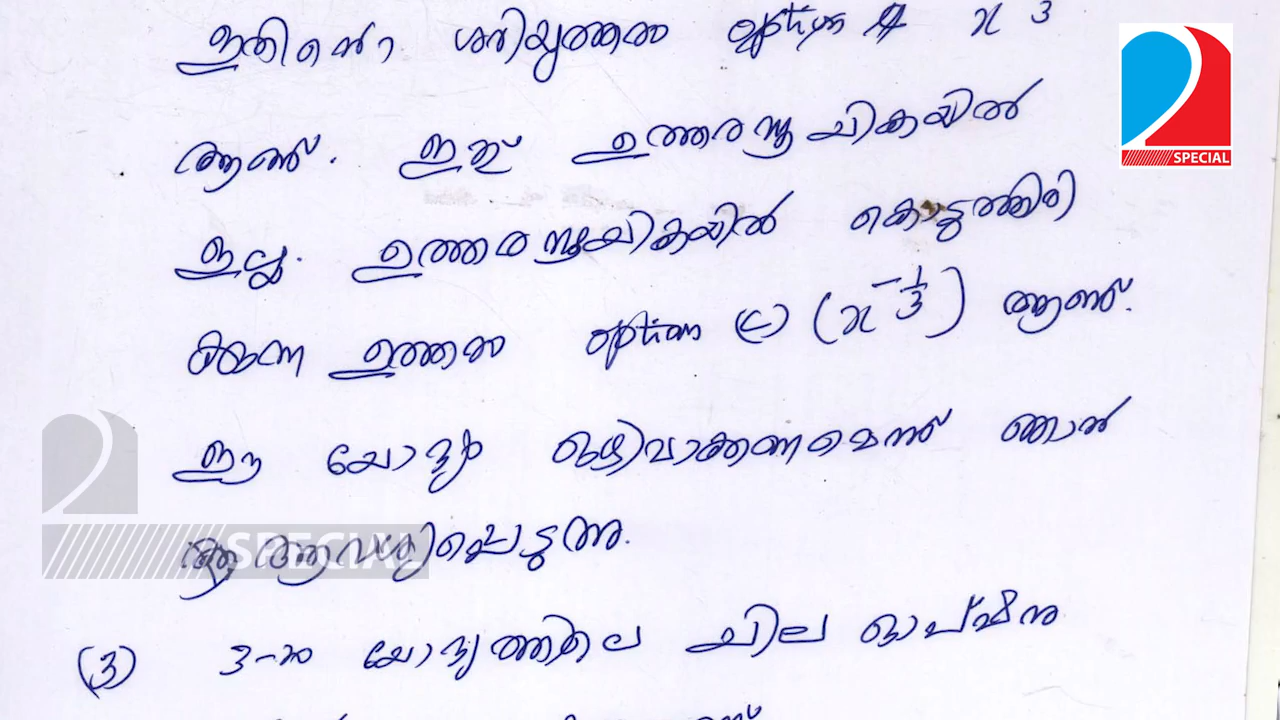 ഇതിന്റെ ശരിയുത്തരം option A x 3
ആണ്. ഇത് ഉത്തരസൂചികയിൽ
ഇല്ല. ഉത്തരസൂചികയിൽ കൊടുത്തിരി
ക്കുന്ന ഉത്തരം option (c) (x^-1/3) ആണ്.
ഈ ചോദ്യം ഒഴിവാക്കണമെന്ന് ഞാൻ
ആവശ്യപ്പെടുന്നു.
(3) 3-ാo ചോദ്യത്തിലെ ചില ഓപ്ഷനു
SPECIAL
SPECIAL